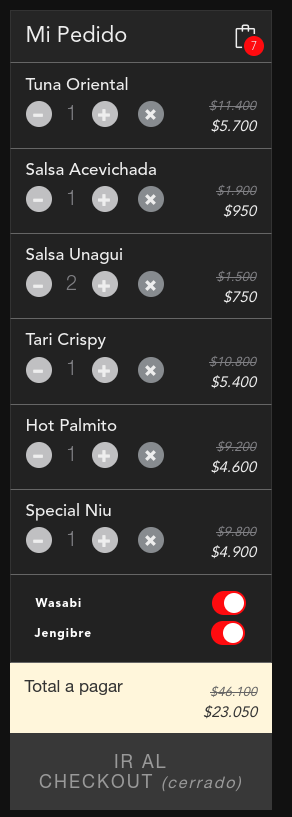 Mi Pedido
7
Tuna Oriental
1
$11.400
$5.700
Salsa Acevichada
1
$1.900
$950
Salsa Unagui
2
$1.500
$750
Tari Crispy
1
$10.800
$5.400
Hot Palmito
1
$9.200
$4.600
Special Niu
1
$9.800
$4.900
Wasabi
Jengibre
Total a pagar
$46.100
$23.050
IR AL
CHECKOUT (cerrado)